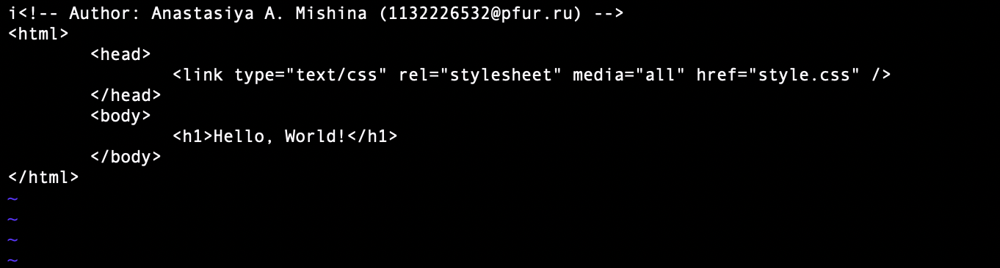 i<!-- Author: Anastasiya A. Mishina (1132226532@pfur.ru) -->
<html>
        <head>
                <link type="text/css" rel="stylesheet" media="all" href="style.css" />
        </head>
        <body>
                <h1>Hello, World!</h1>
        </body>
</html>
~
~
~
~